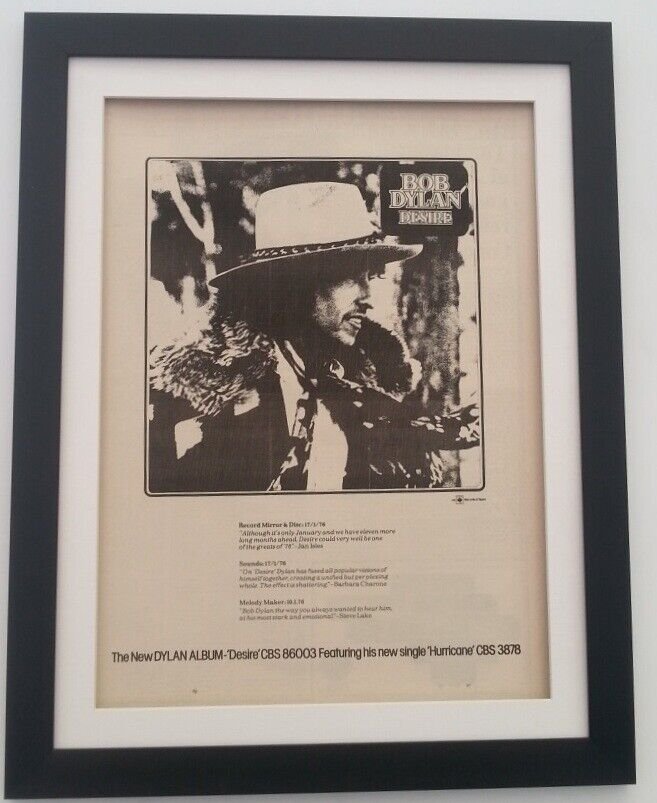 BOB
DYLAN
DESIRE
Record Mirror & Disc: 17/1/76
"Although it's only January and we have eleven more
long months ahead, Desire could very well be one
of the greats of '76" - Jan Iles
Sounds: 17/1/76
"On 'Desire' Dylan has fused all popular visions of
himself together, creating a unified but perplexing
whole. The effect is shattering." - Barbara Charone
Melody Maker: 10.1.76
"Bob Dylan the way you always wanted to hear him,
at his most stark and emotional" - Steve Lake
The New DYLAN ALBUM-'Desire' CBS 86003 Featuring his new single 'Hurricane' CBS 3878